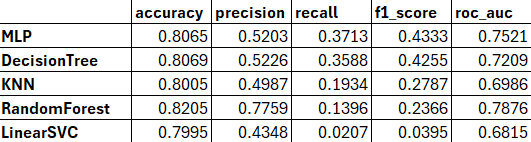 accuracy precision recall f1_score roc_auc
MLP 0.8065 0.5203 0.3713 0.4333 0.7521
DecisionTree 0.8069 0.5226 0.3588 0.4255 0.7209
KNN 0.8005 0.4987 0.1934 0.2787 0.6986
RandomForest 0.8205 0.7759 0.1396 0.2366 0.7876
LinearSVC 0.7995 0.4348 0.0207 0.0395 0.6815